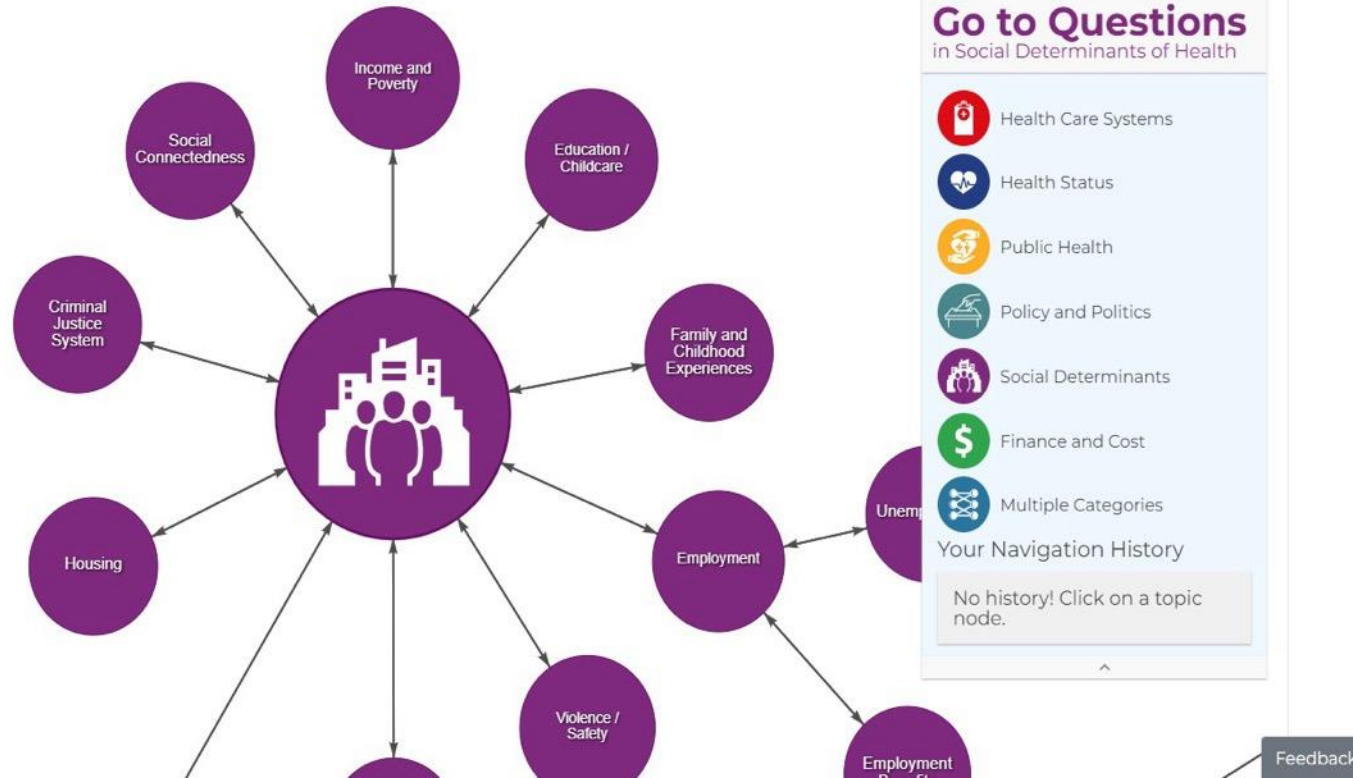 Income and
Poverty
Social
Connectedness
Education /
Childcare
Criminal
Justice
System
Family and
Childhood
Experiences
Housing
Employment
Violence /
Safety
Employment
Go to Questions
in Social Determinants of Health
Health Care Systems
Health Status
Public Health
Policy and Politics
Social Determinants
$
Finance and Cost
Multiple Categories
Your Navigation History
No history! Click on a topic
node.
Feedback